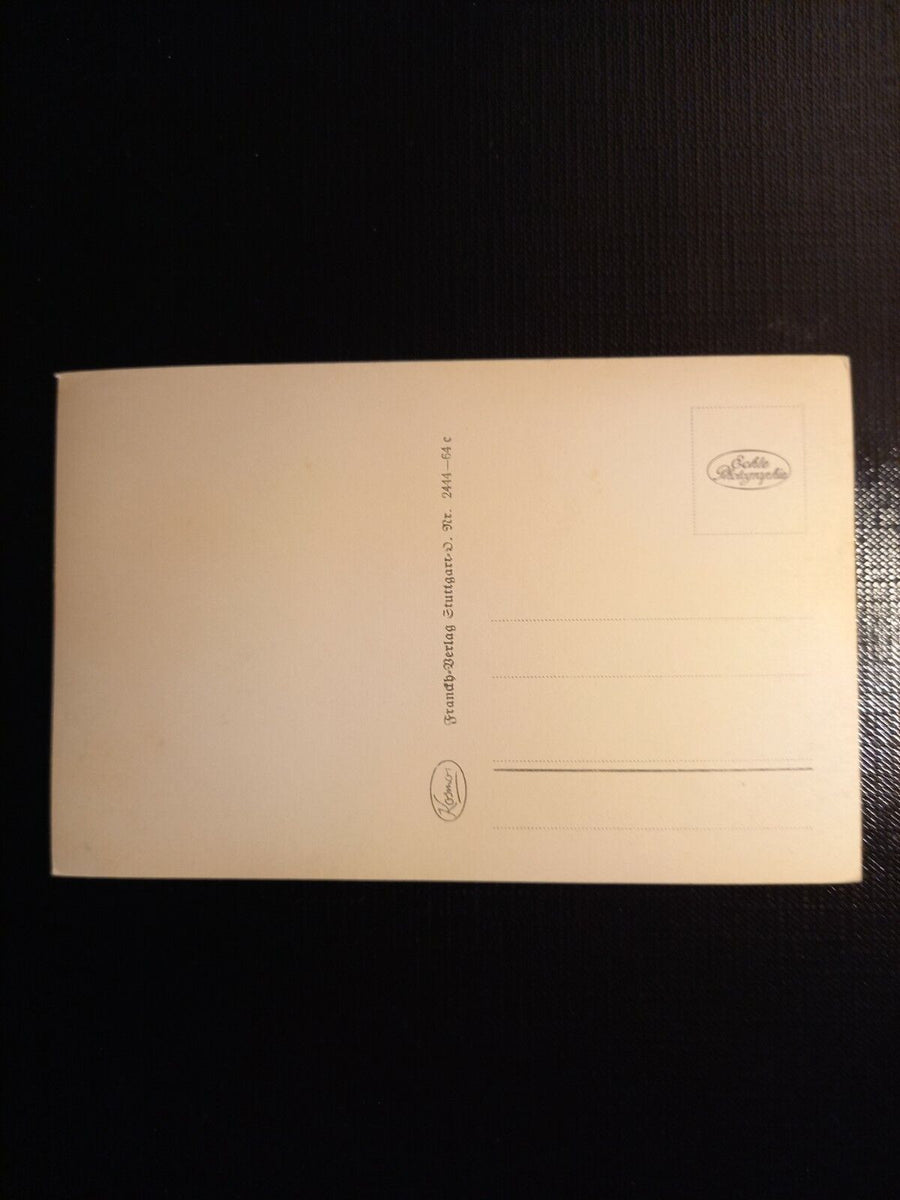 Echte
Photographie
Franckh-Verlag Stuttgart-O. Nr. 2444—64 c
Kosmos